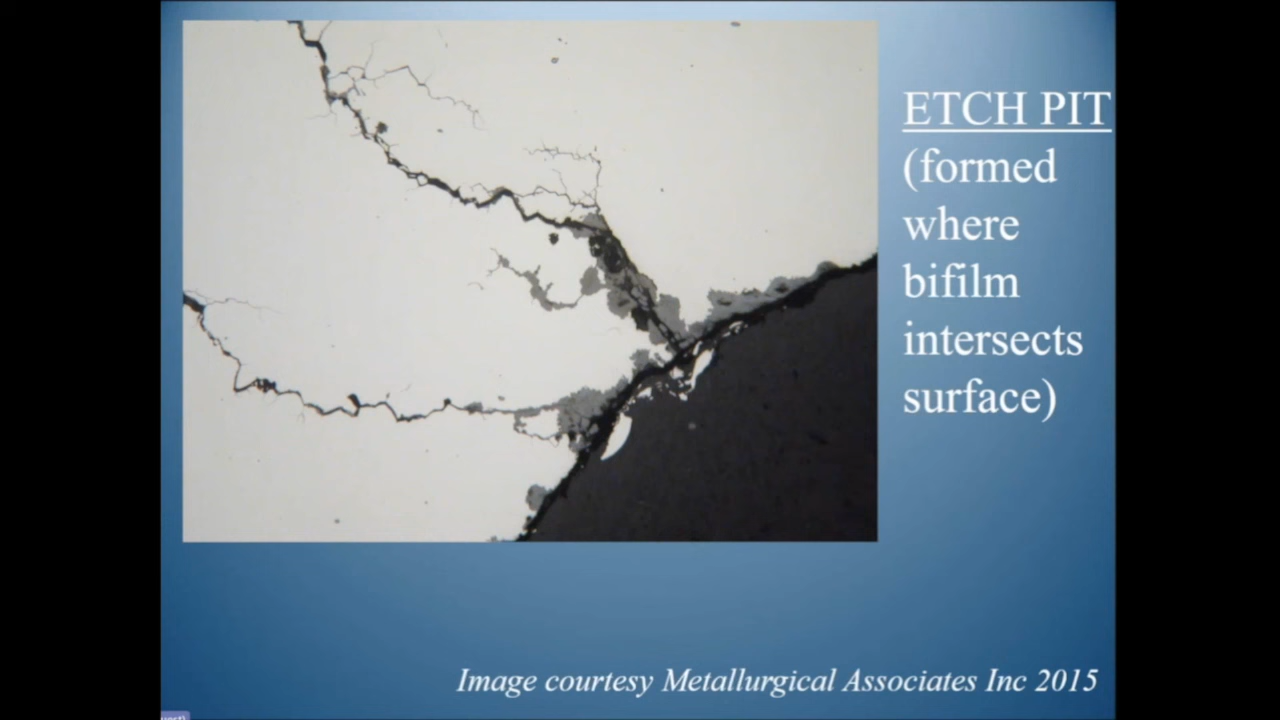 ETCH PIT
(formed
where
bifilm
intersects
surface)
Image courtesy Metallurgical Associates Inc 2015